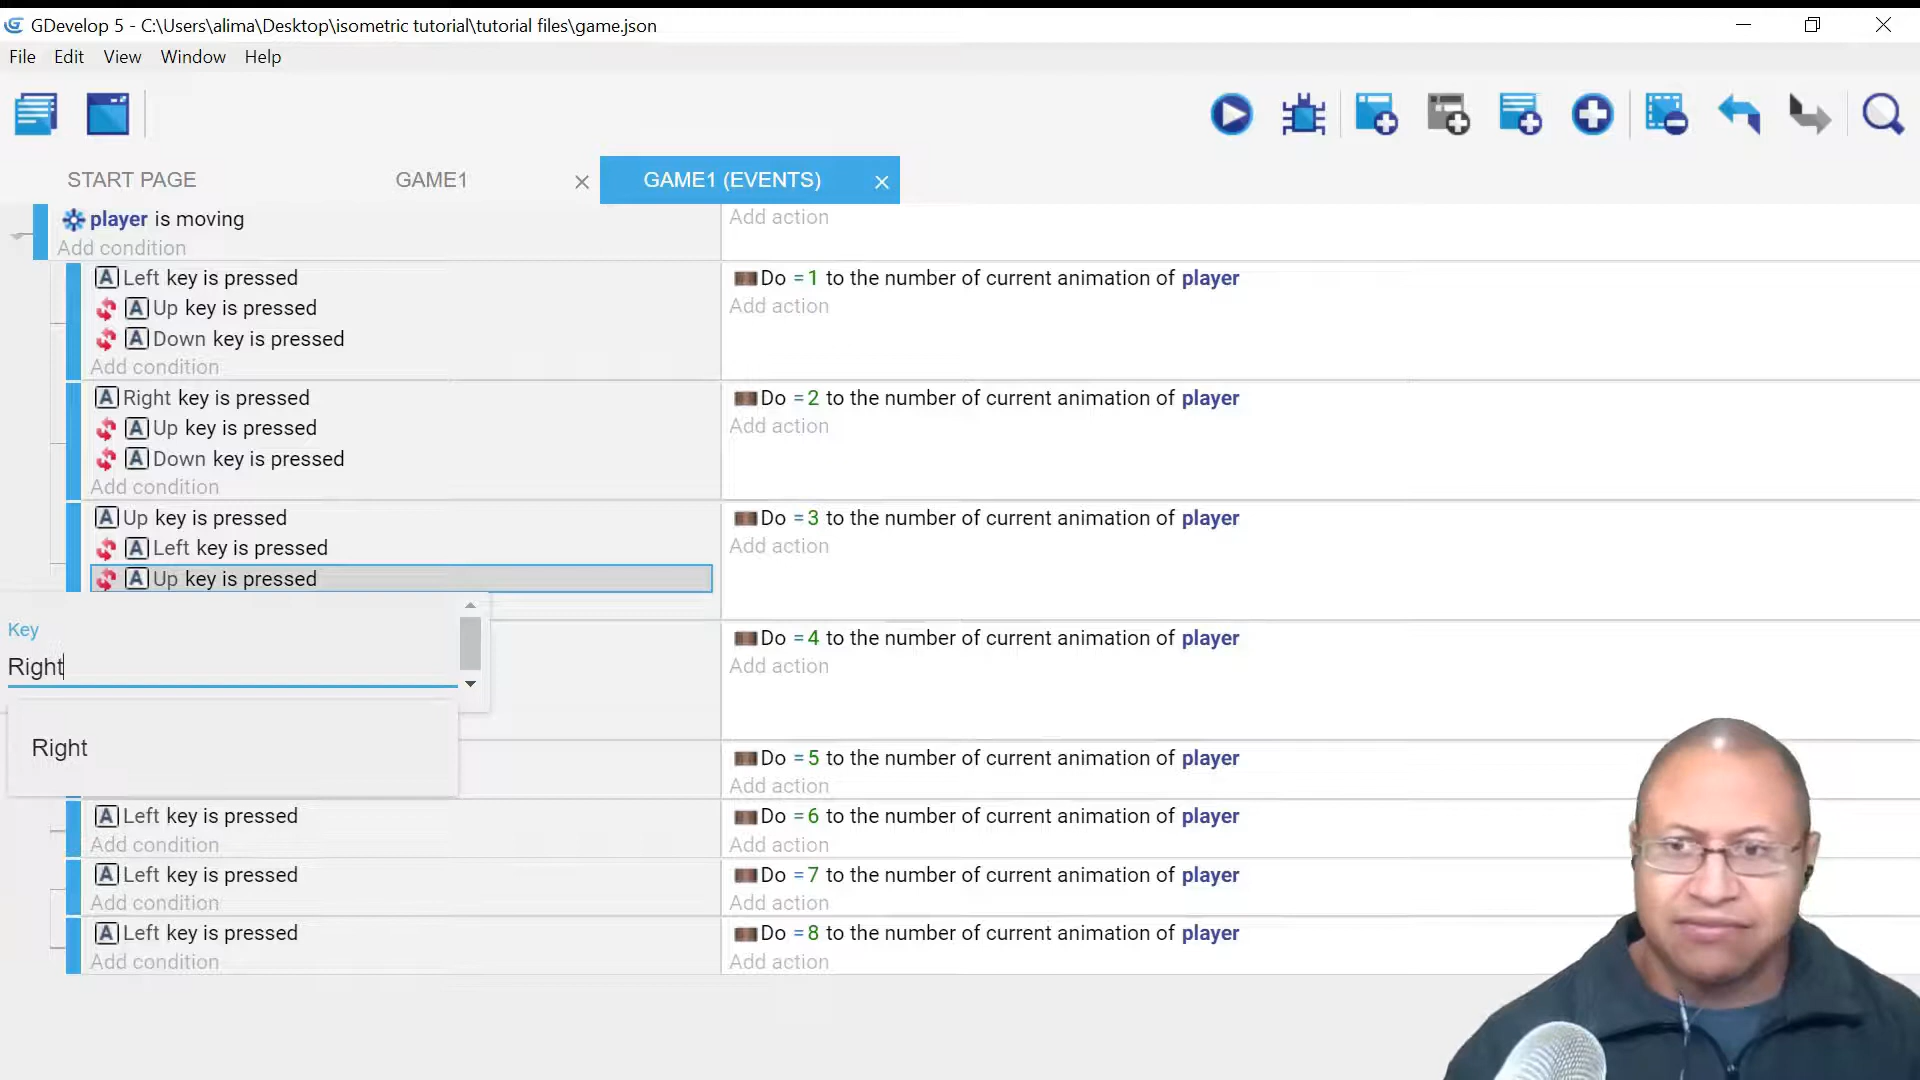 GDevelop 5 - C:\Users\alima\Desktop\isometric tutorial\tutorial files\game.json
File Edit View Window Help
START PAGE GAME1 GAME1 (EVENTS)
player is moving
Add condition
Add action
A Left key is pressed
A Up key is pressed
A Down key is pressed
Add condition
Do =1 to the number of current animation of player
Add action
A Right key is pressed
A Up key is pressed
A Down key is pressed
Add condition
Do =2 to the number of current animation of player
Add action
A Up key is pressed
A Left key is pressed
A Up key is pressed
Do =3 to the number of current animation of player
Add action
Key
Right
Right
Do =4 to the number of current animation of player
Add action
Do =5 to the number of current animation of player
Add action
A Left key is pressed
Add condition
Do =6 to the number of current animation of player
Add action
A Left key is pressed
Add condition
Do =7 to the number of current animation of player
Add action
A Left key is pressed
Add condition
Do =8 to the number of current animation of player
Add action